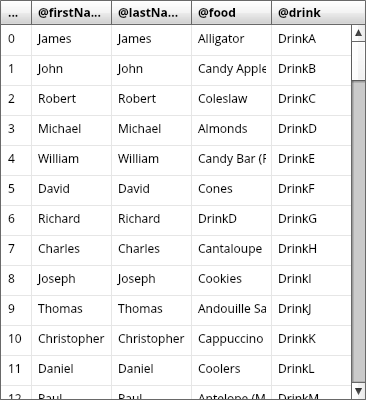 ... @firstNa... @lastNa... @food @drink
0 James James Alligator DrinkA
1 John John Candy Apple DrinkB
2 Robert Robert Coleslaw DrinkC
3 Michael Michael Almonds DrinkD
4 William William Candy Bar (F DrinkE
5 David David Cones DrinkF
6 Richard Richard DrinkD DrinkG
7 Charles Charles Cantaloupe DrinkH
8 Joseph Joseph Cookies DrinkI
9 Thomas Thomas Andouille Sa DrinkJ
10 Christopher Christopher Cappuccino DrinkK
11 Daniel Daniel Coolers DrinkL
12 Paul Paul Antelope (M DrinkM